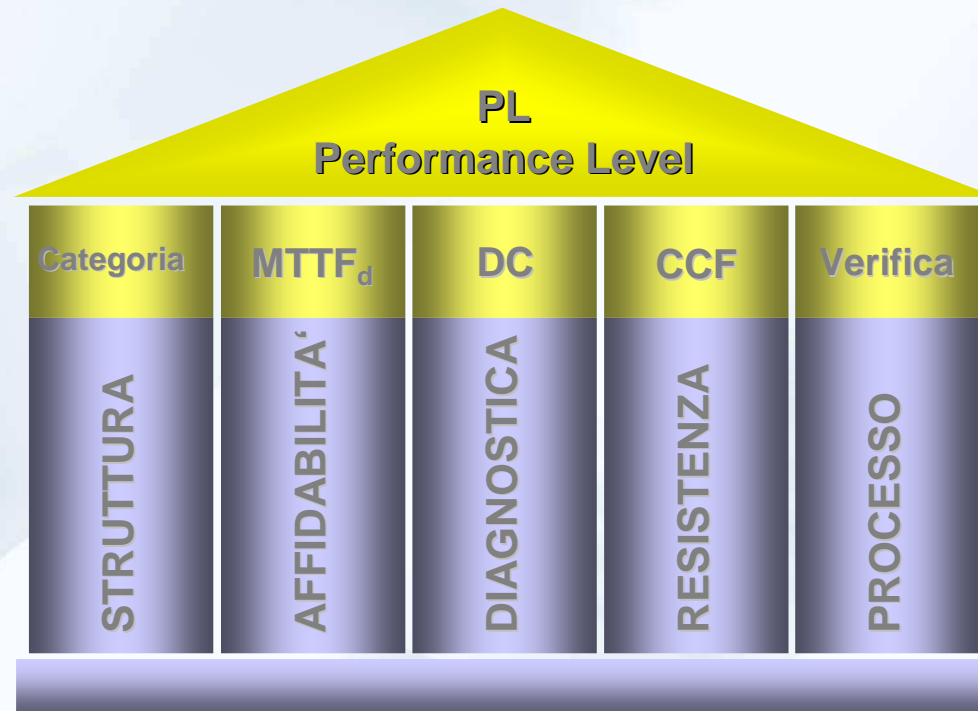 PL
Performance Level
Categoria
MTTFd
DC
CCF
Verifica
STRUTTURA
AFFIDABILITA‘
DIAGNOSTICA
RESISTENZA
PROCESSO